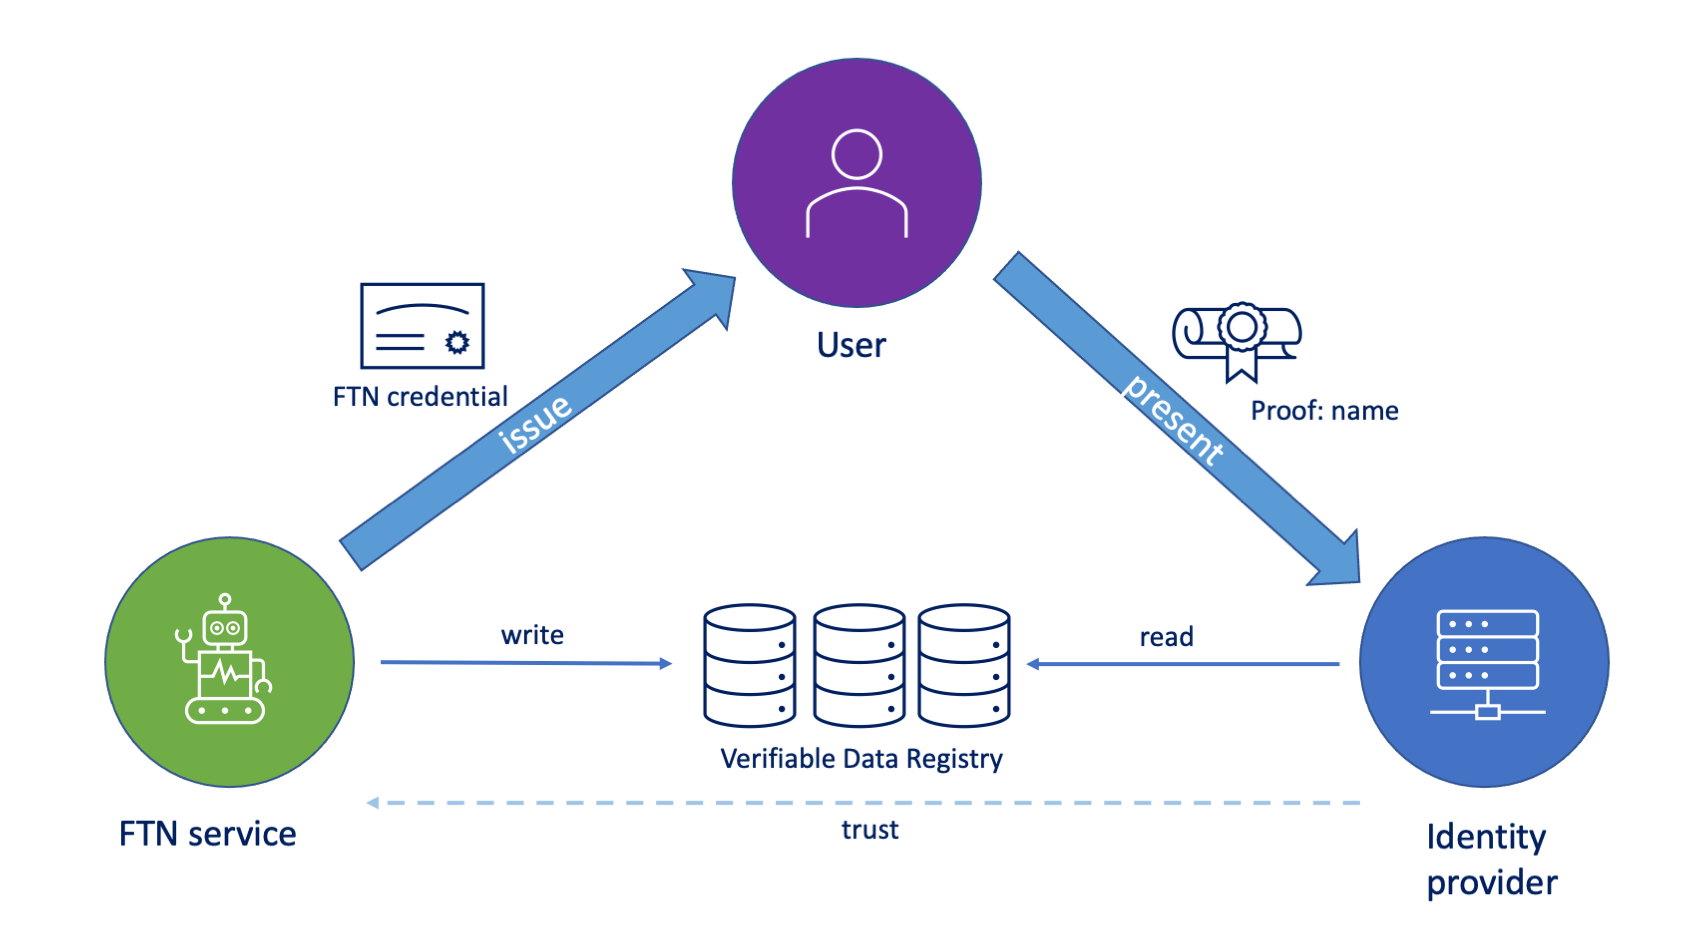 User
FTN credential
issue
present
Proof: name
write
read
Verifiable Data Registry
trust
FTN service
Identity
provider